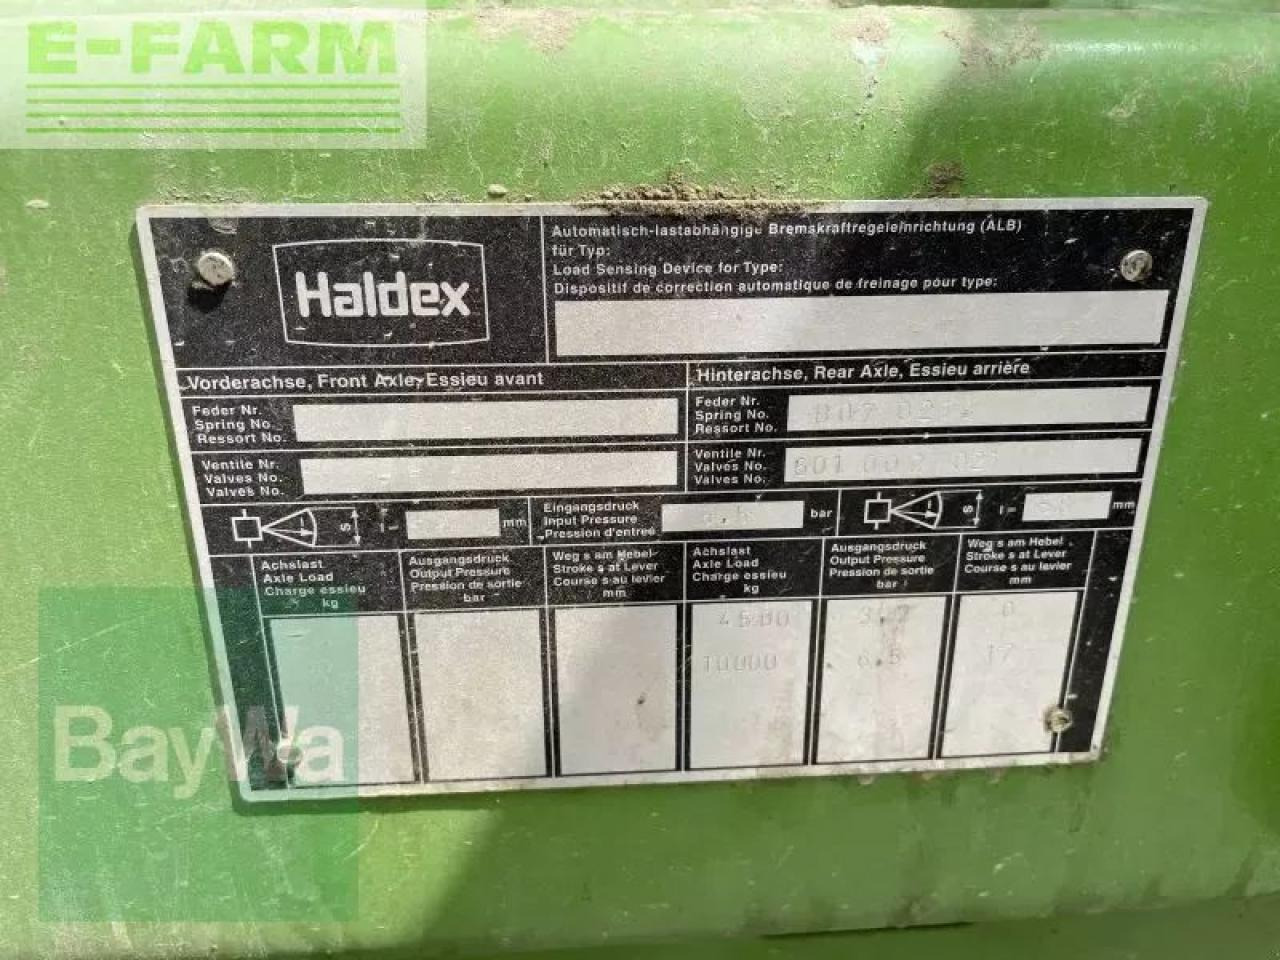 E-FARM
Haldex
Automatisch-lastabhängige Bremskraftregeleinrichtung (ALB)
für Typ:
Load Sensing Device for Type:
Dispositif de correction automatique de freinage pour type:
Vorderachse, Front Axle, Essieu avant
Hinterachse, Rear Axle, Essieu arrière
Feder Nr.
Spring No.
Ressort No.
Feder Nr.
Spring No.
Ressort No.
Ventile Nr.
Valves No.
Valves No.
Ventile Nr.
Valves No.
Valves No.
s l= mm
Eingangsdruck
Input Pressure
Pression d'entreé
bar
s l= mm
Achslast
Axle Load
Charge essieu
kg
Ausgangsdruck
Output Pressure
Pression de sortie
bar
Weg s am Hebel
Stroke s at Lever
Course s au levier
mm
Achslast
Axle Load
Charge essieu
kg
Ausgangsdruck
Output Pressure
Pression de sortie
bar
Weg s am Hebel
Stroke s at Lever
Course s au levier
mm
4500 0
10000 6,5 17
BayWa